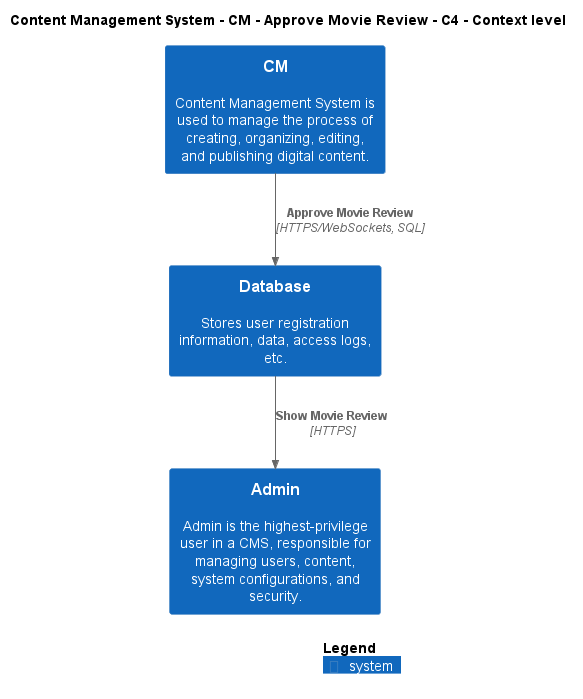 Content Management System - CM - Approve Movie Review - C4 - Context level
CM
Content Management System is
used to manage the process of
creating, organizing, editing,
and publishing digital content.
Approve Movie Review
[HTTPS/WebSockets, SQL]
Database
Stores user registration
information, data, access logs,
etc.
Show Movie Review
[HTTPS]
Admin
Admin is the highest-privilege
user in a CMS, responsible for
managing users, content,
system configurations, and
security.
Legend
system